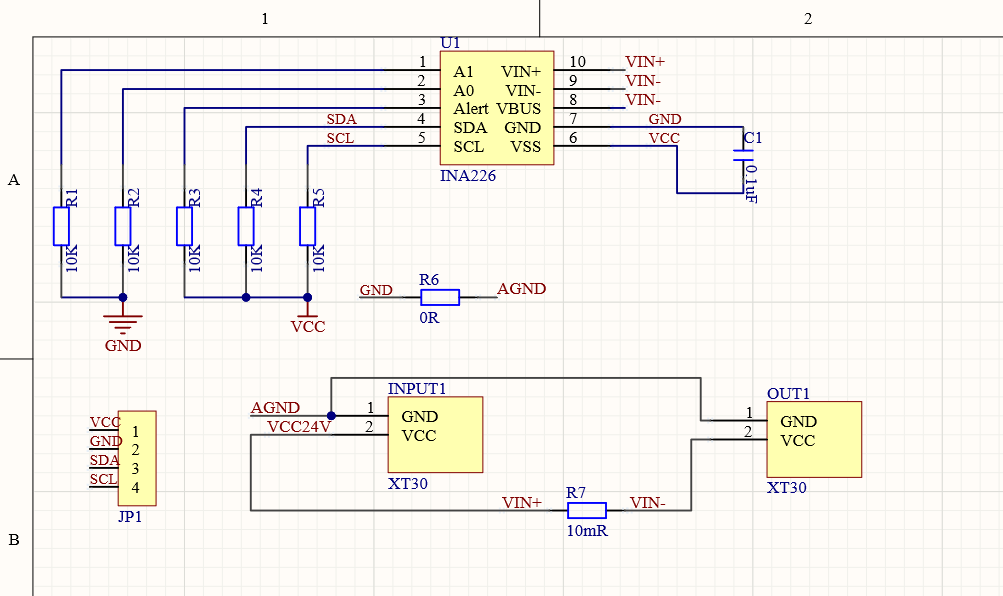 1 2
A
B
U1
1 A1 VIN+ 10 VIN+
2 A0 VIN- 9 VIN-
3 Alert VBUS 8 VIN-
SDA 4 SDA GND 7 GND
SCL 5 SCL VSS 6 VCC
INA226
C1
0.1uF
R1 R2 R3 R4 R5
10K 10K 10K 10K 10K
GND
VCC
R6
GND AGND
0R
INPUT1
AGND 1 GND
VCC24V 2 VCC
XT30
OUT1
1 GND
2 VCC
XT30
VCC 1
GND 2
SDA 3
SCL 4
JP1
R7
VIN+ VIN-
10mR